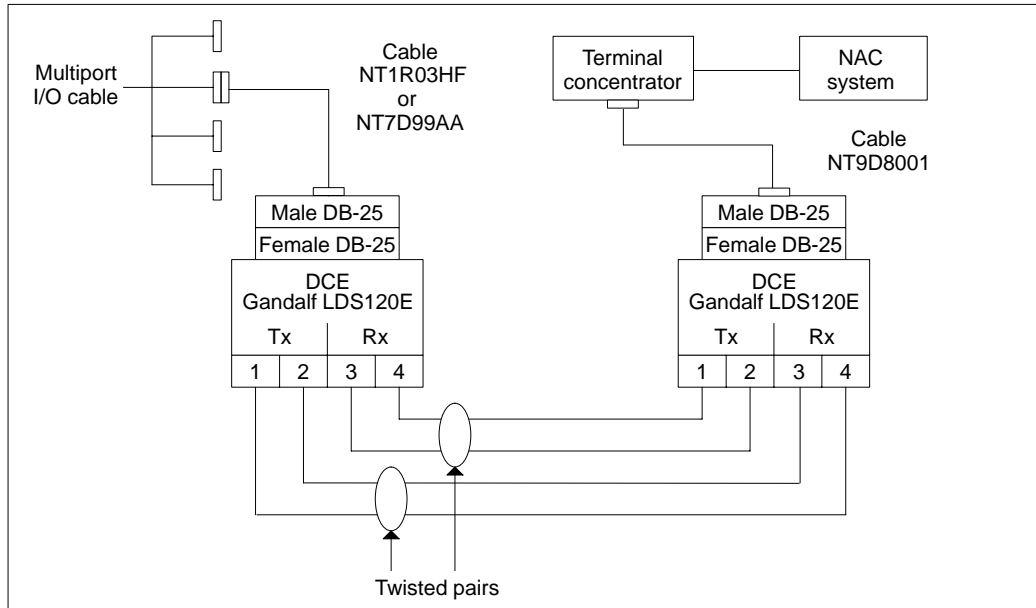 Multiport
I/O cable
Cable
NT1R03HF
or
NT7D99AA
Terminal
concentrator
NAC
system
Cable
NT9D8001
Male DB-25
Female DB-25
DCE
Gandalf LDS120E
Tx Rx
1 2 3 4
Male DB-25
Female DB-25
DCE
Gandalf LDS120E
Tx Rx
1 2 3 4
Twisted pairs